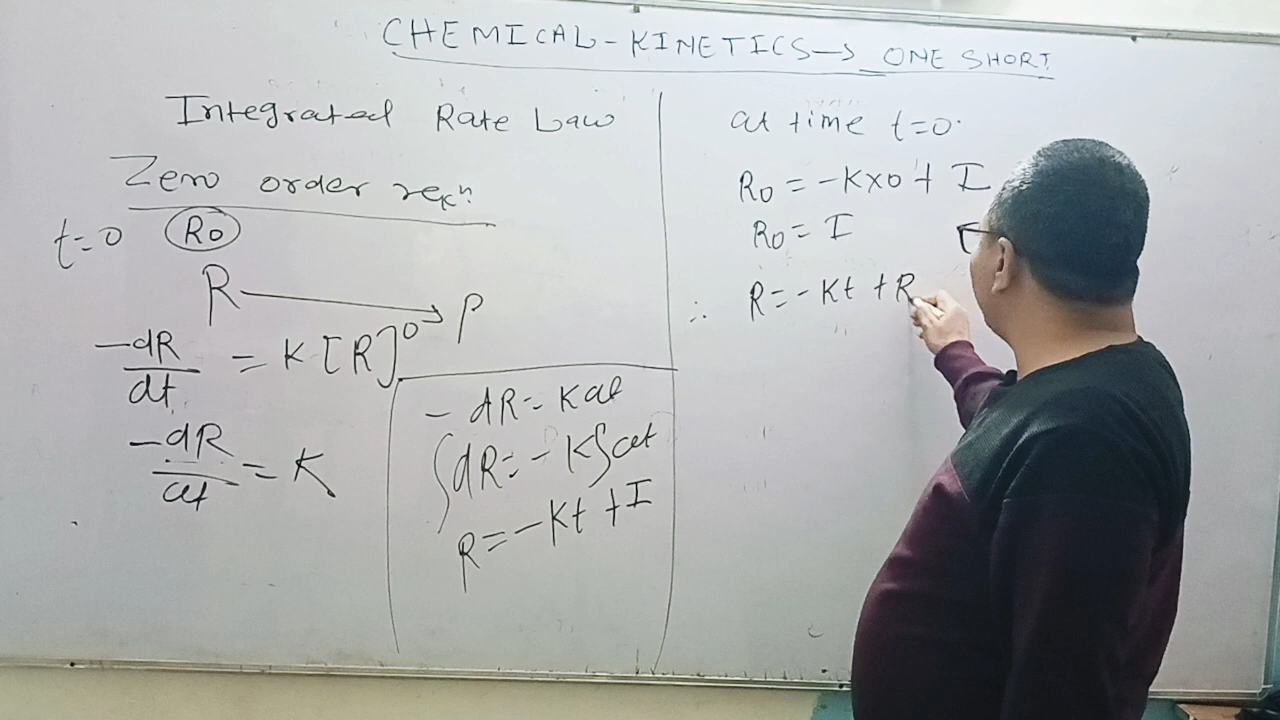 CHEMICAL-KINETICS→ ONE SHORT
Integrated Rate Law
Zero order rexⁿ
t=0 R₀
R → P
-dR/dt = K[R]⁰
-dR/dt = K
- dR = Kdt
∫dR = -K∫dt
R = -Kt + I
at time t=0.
R₀ = -K×0 + I
R₀ = I
∴ R = -Kt + R